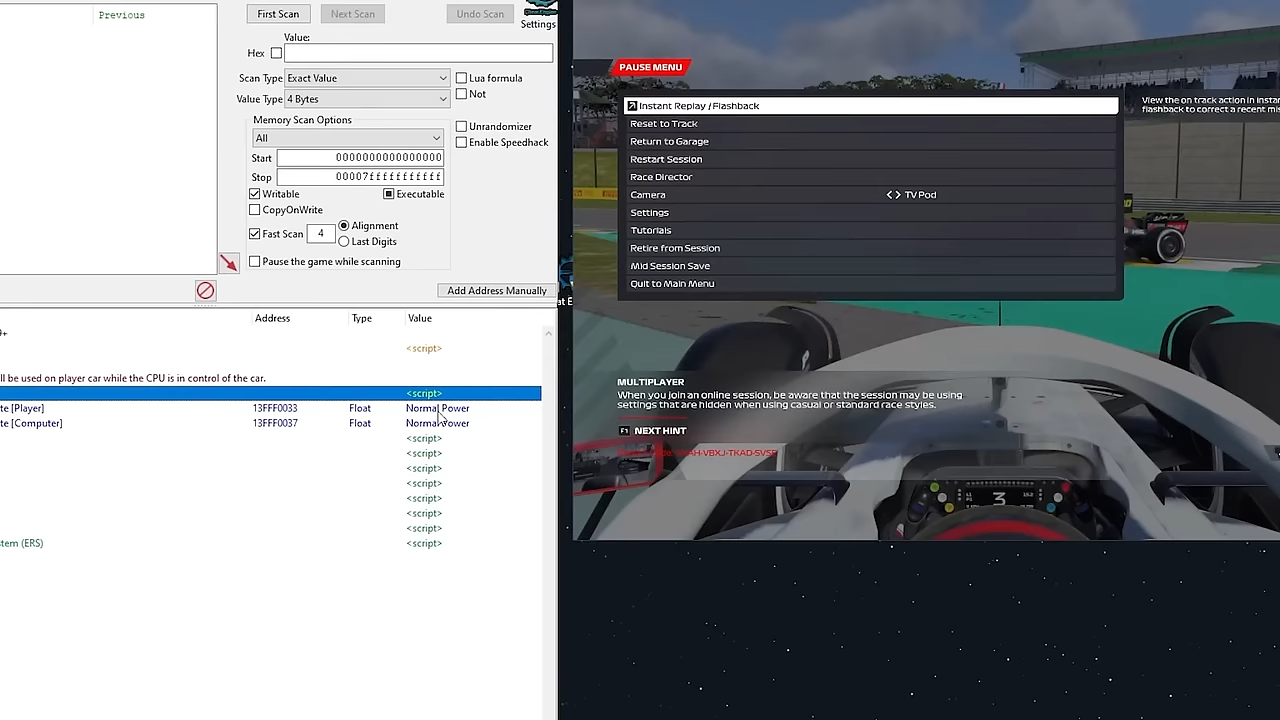 Previous
First Scan
Next Scan
Undo Scan
Settings
Value:
Hex
Scan Type Exact Value
Lua formula
Not
Value Type 4 Bytes
Memory Scan Options
All
Unrandomizer
Enable Speedhack
Start 0000000000000000
Stop 00007fffffffffff
Writable
Executable
CopyOnWrite
Fast Scan 4
Alignment
Last Digits
Pause the game while scanning
Add Address Manually
Address Type Value
<script>
ll be used on player car while the CPU is in control of the car.
<script>
te [Player] 13FFF0033 Float Normal Power
te [Computer] 13FFF0037 Float Normal Power
<script>
<script>
<script>
<script>
<script>
<script>
<script>
stem (ERS) <script>
PAUSE MENU
Instant Replay / Flashback
Reset to Track
Return to Garage
Restart Session
Race Director
Camera TV Pod
Settings
Tutorials
Retire from Session
Mid Session Save
Quit to Main Menu
View the on track action in insta
flashback to correct a recent mis
MULTIPLAYER
When you join an online session, be aware that the session may be using
settings that are hidden when using casual or standard race styles.
F1 NEXT HINT
3